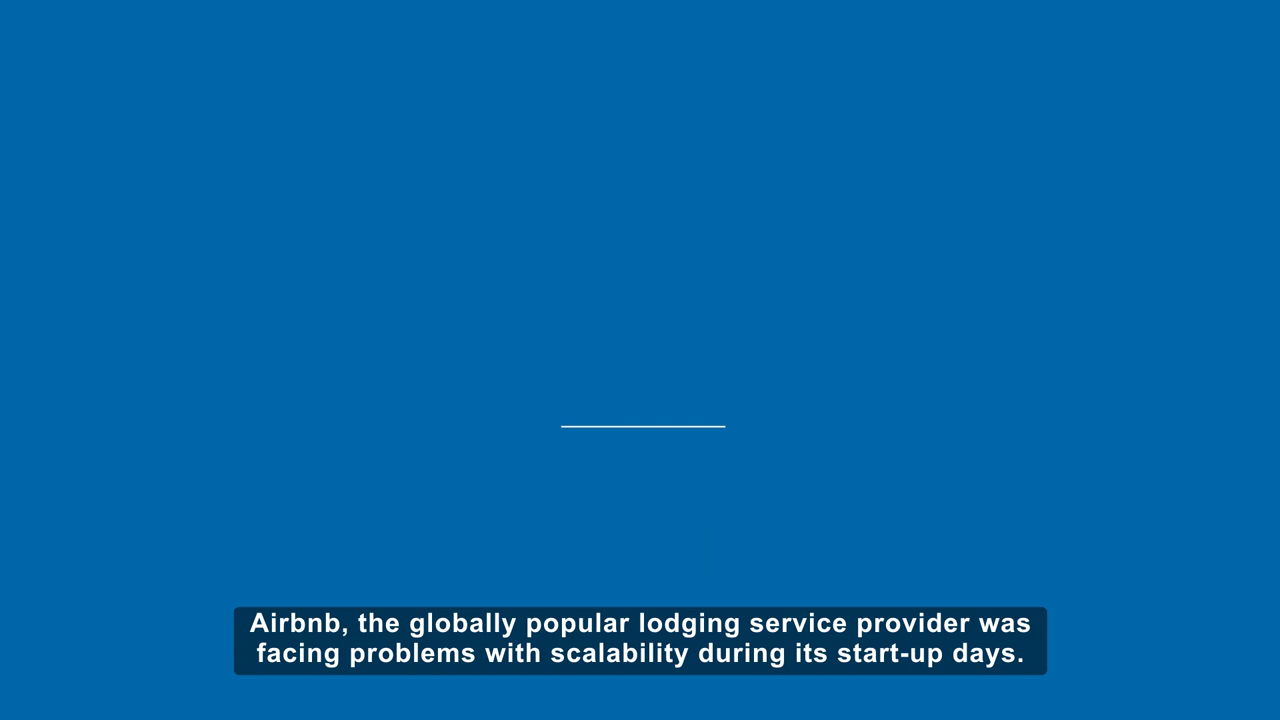 Airbnb, the globally popular lodging service provider was
facing problems with scalability during its start-up days.